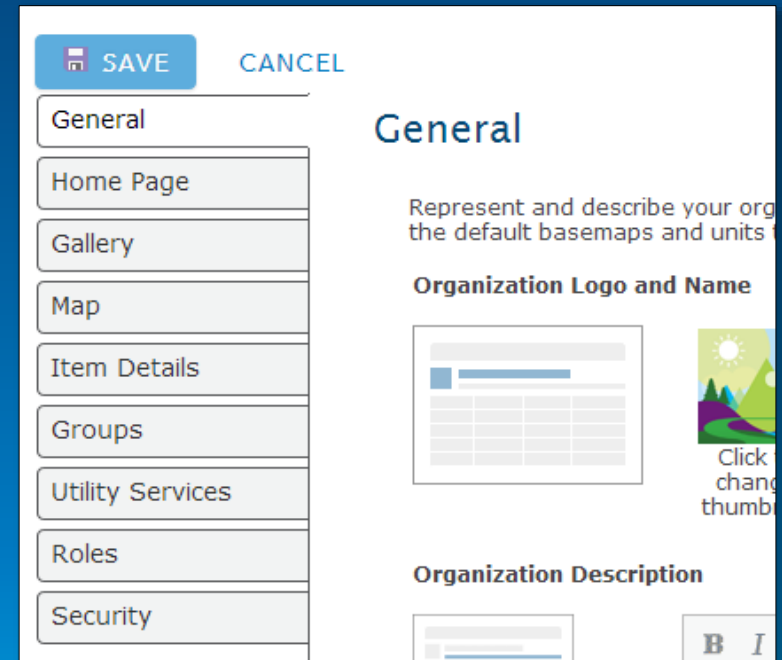 SAVE CANCEL
General
Home Page
Gallery
Map
Item Details
Groups
Utility Services
Roles
Security
General
Represent and describe your org
the default basemaps and units
Organization Logo and Name
Click
chang
thumb
Organization Description
B I